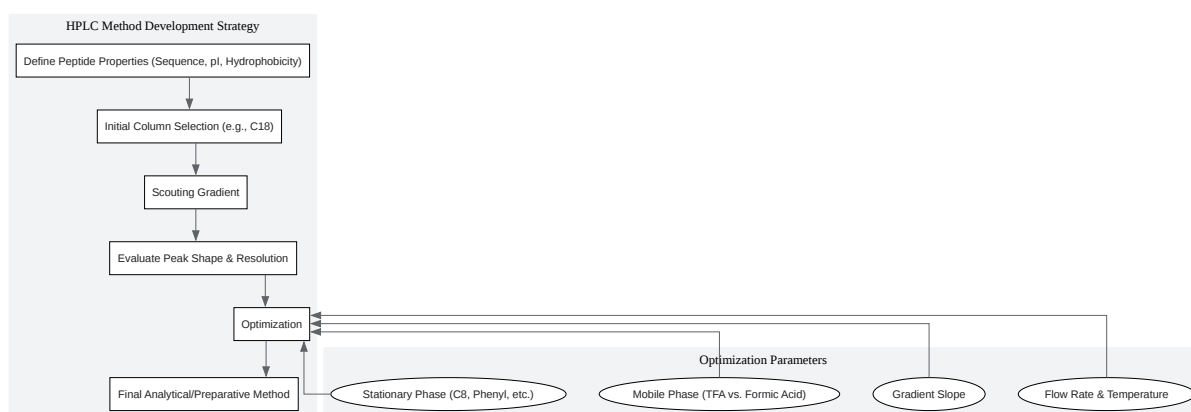 HPLC Method Development Strategy
Define Peptide Properties (Sequence, pI, Hydrophobicity)
Initial Column Selection (e.g., C18)
Scouting Gradient
Evaluate Peak Shape & Resolution
Optimization
Final Analytical/Preparative Method
Optimization Parameters
Stationary Phase (C8, Phenyl, etc.)
Mobile Phase (TFA vs. Formic Acid)
Gradient Slope
Flow Rate & Temperature